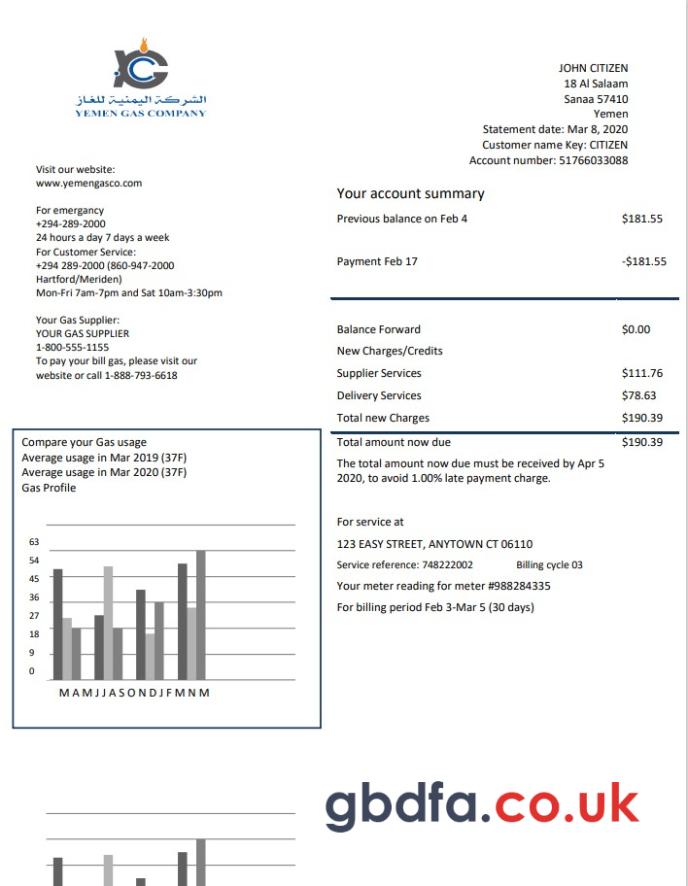 الشركة اليمنية للغاز
YEMEN GAS COMPANY
JOHN CITIZEN
18 Al Salaam
Sanaa 57410
Yemen
Statement date: Mar 8, 2020
Customer name Key: CITIZEN
Account number: 51766033088
Visit our website:
www.yemengasco.com
For emergancy
+294-289-2000
24 hours a day 7 days a week
For Customer Service:
+294 289-2000 (860-947-2000
Hartford/Meriden)
Mon-Fri 7am-7pm and Sat 10am-3:30pm
Your Gas Supplier:
YOUR GAS SUPPLIER
1-800-555-1155
To pay your bill gas, please visit our
website or call 1-888-793-6618
Your account summary
Previous balance on Feb 4 $181.55
Payment Feb 17 -$181.55
Balance Forward $0.00
New Charges/Credits
Supplier Services $111.76
Delivery Services $78.63
Total new Charges $190.39
Total amount now due $190.39
The total amount now due must be received by Apr 5
2020, to avoid 1.00% late payment charge.
For service at
123 EASY STREET, ANYTOWN CT 06110
Service reference: 748222002 Billing cycle 03
Your meter reading for meter #988284335
For billing period Feb 3-Mar 5 (30 days)
Compare your Gas usage
Average usage in Mar 2019 (37F)
Average usage in Mar 2020 (37F)
Gas Profile
63
54
45
36
27
18
9
0
M A M J J A S O N D J F M N M
gbdfa.co.uk